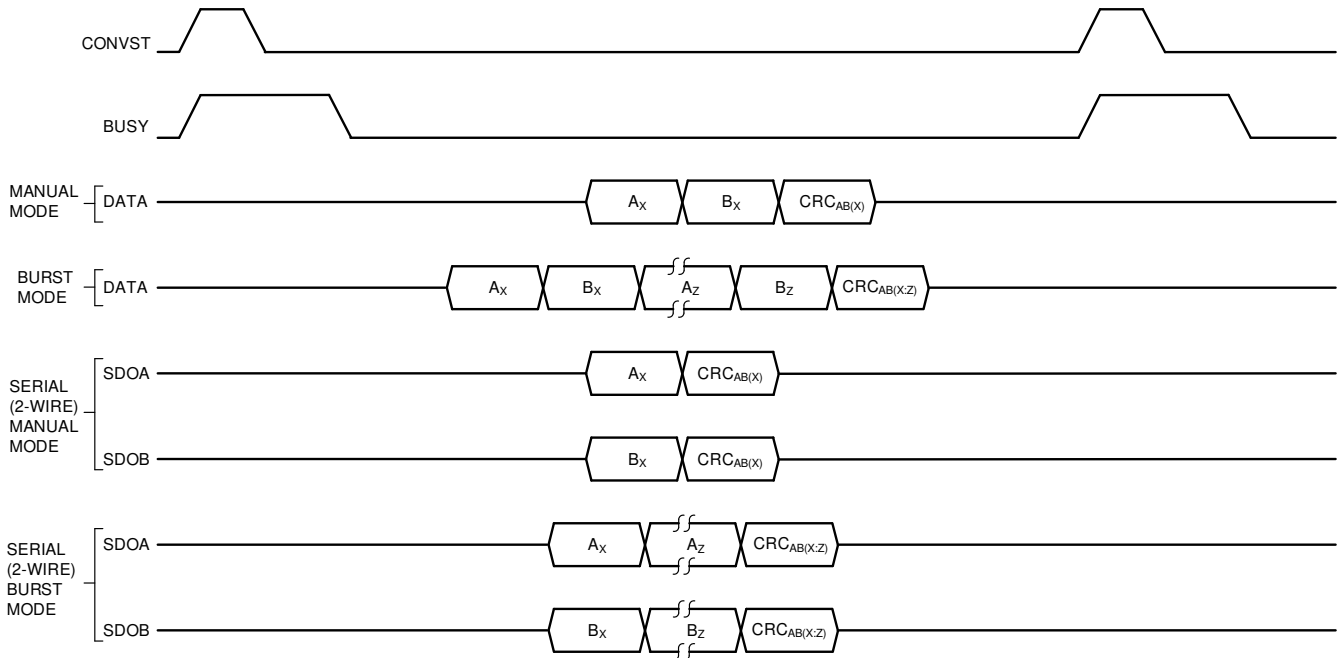 CONVST
BUSY
MANUAL
MODE
DATA
AX
BX
CRCAB(X)
BURST
MODE
DATA
AX
BX
AZ
BZ
CRCAB(X:Z)
SERIAL
(2-WIRE)
MANUAL
MODE
SDOA
AX
CRCAB(X)
SDOB
BX
CRCAB(X)
SERIAL
(2-WIRE)
BURST
MODE
SDOA
AX
AZ
CRCAB(X:Z)
SDOB
BX
BZ
CRCAB(X:Z)